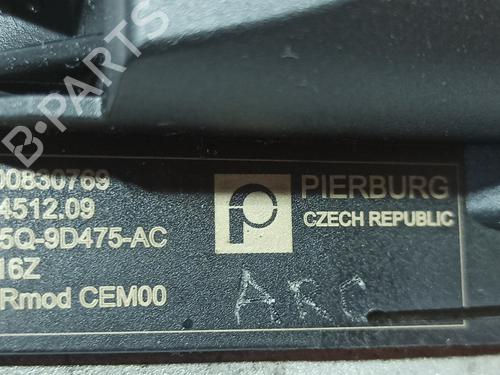 B-PARTS
00830769
4512.09
5Q-9D475-AC
16Z
Rmod CEM00
PIERBURG
CZECH REPUBLIC
ARC